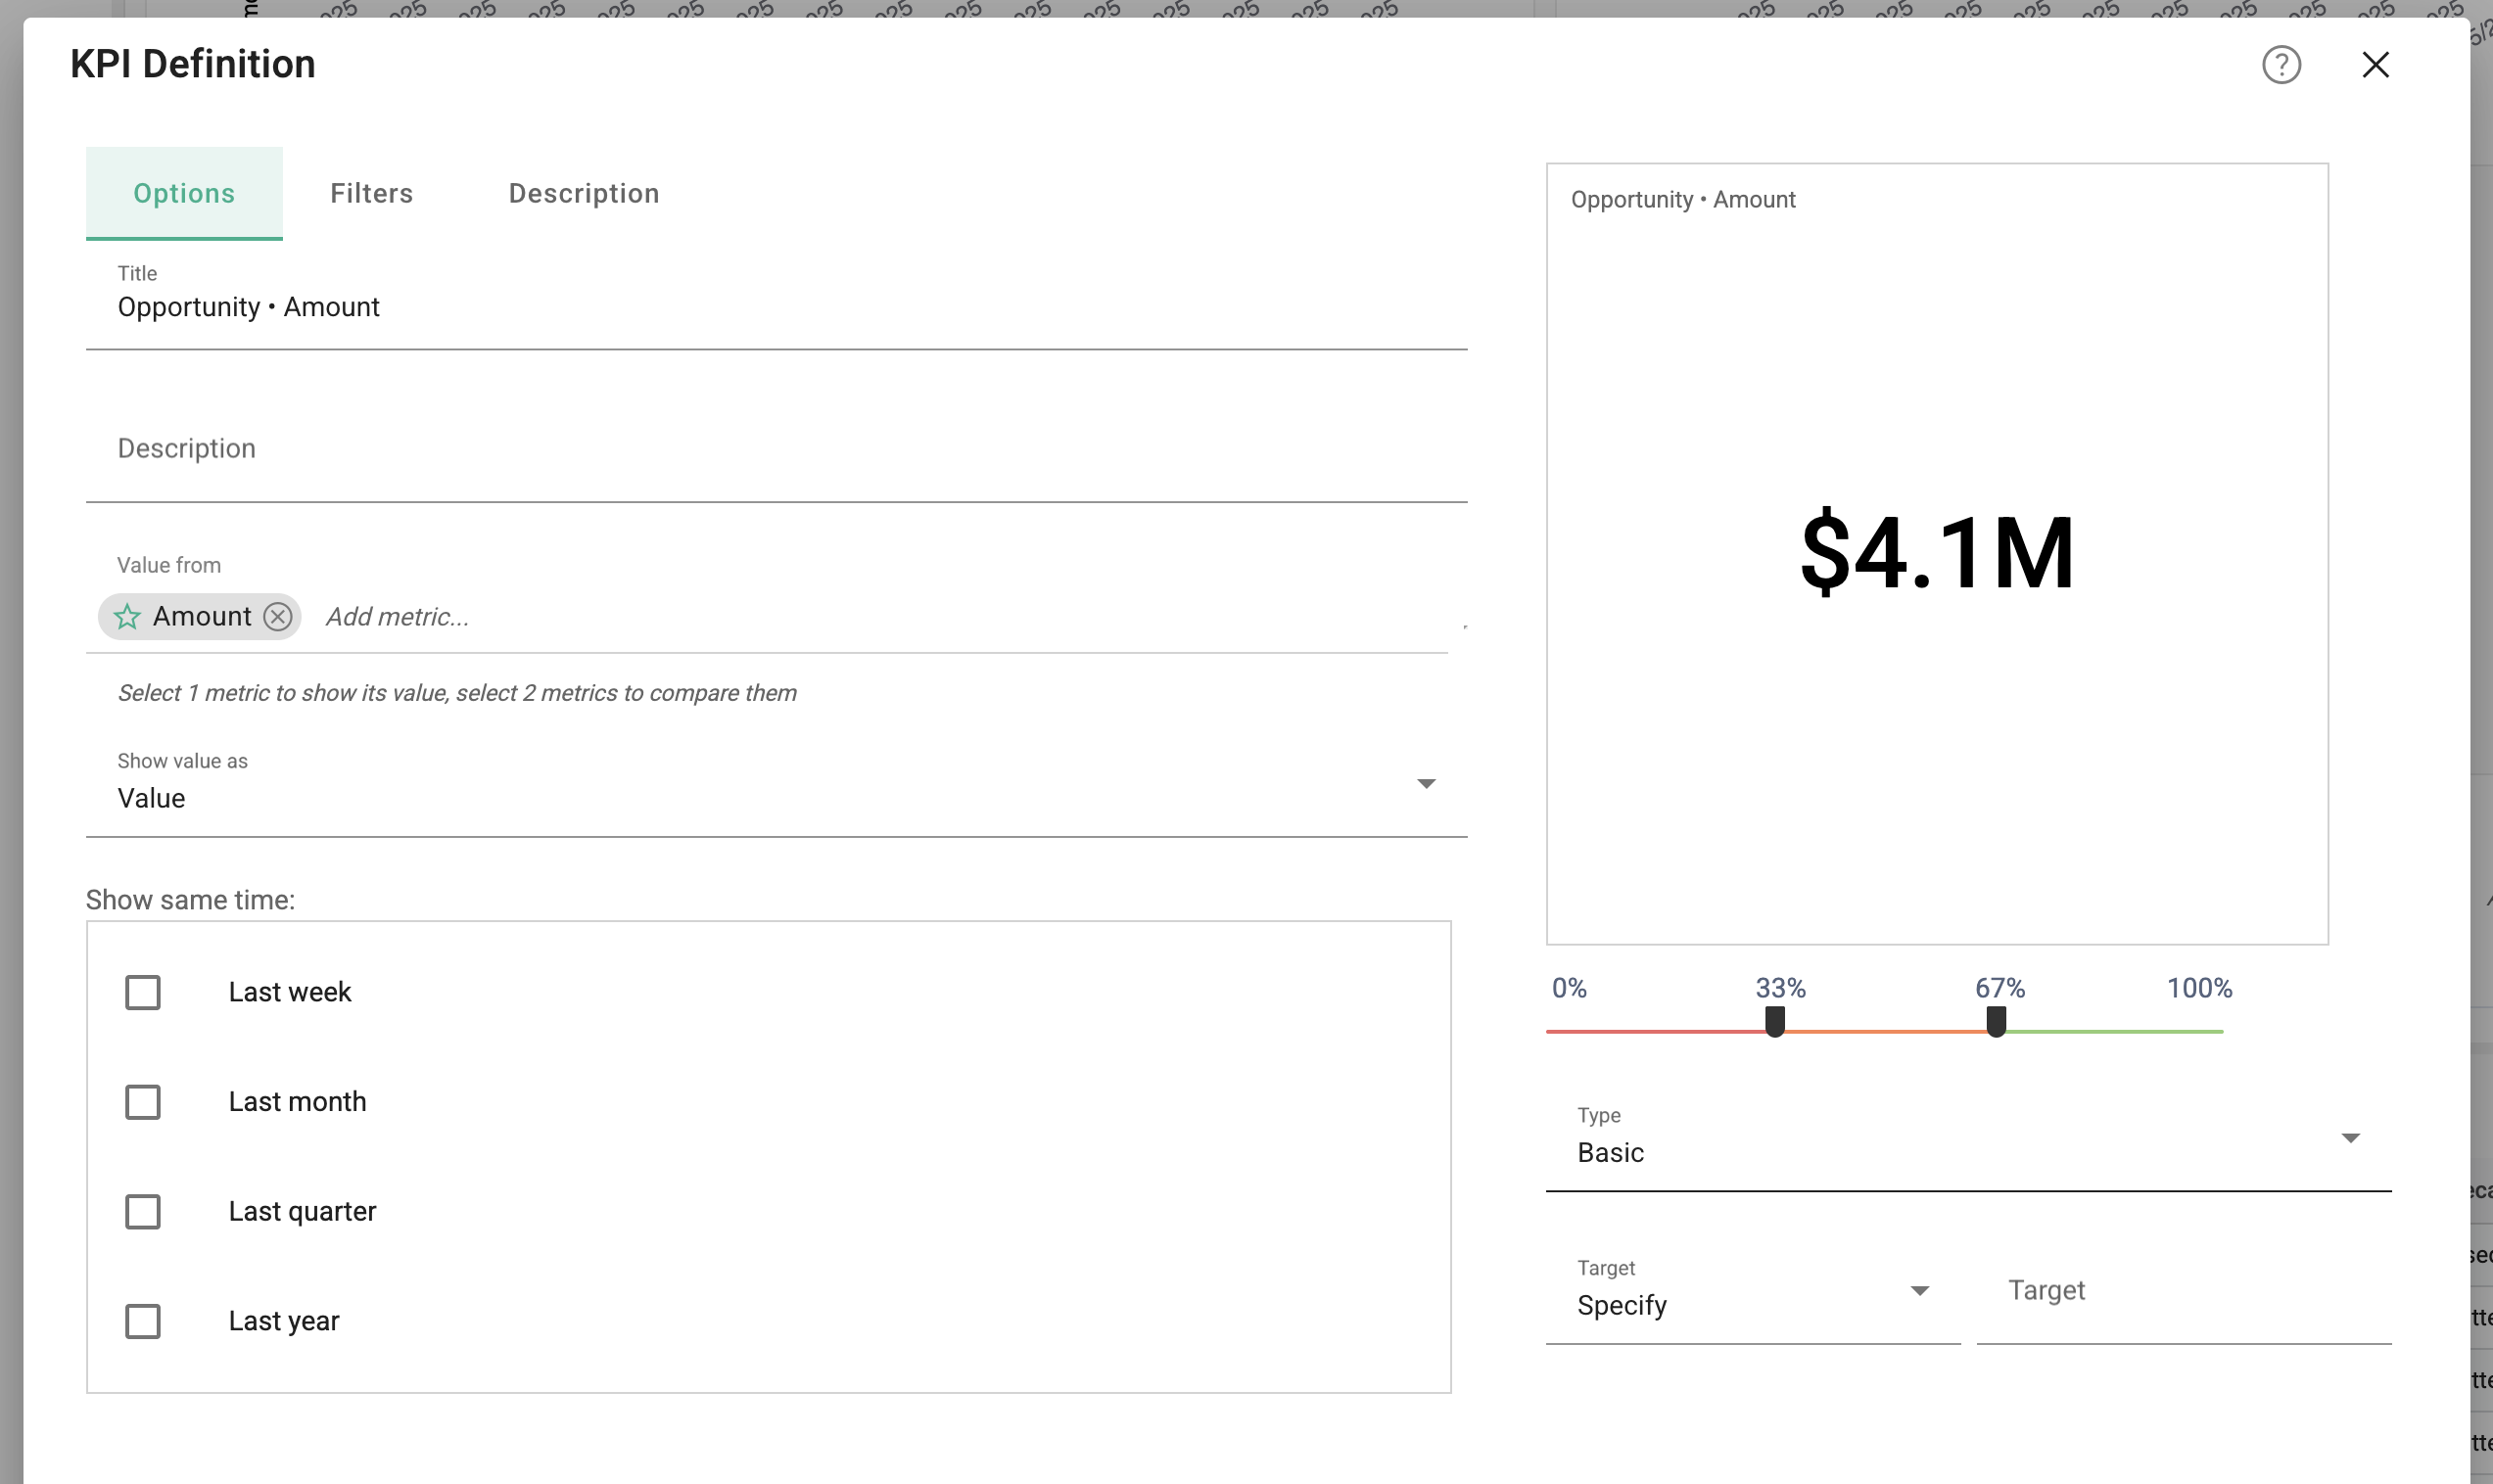 KPI Definition
Options Filters Description
Title
Opportunity • Amount
Description
Value from
Amount Add metric...
Select 1 metric to show its value, select 2 metrics to compare them
Show value as
Value
Show same time:
Last week
Last month
Last quarter
Last year
Opportunity • Amount
$4.1M
0% 33% 67% 100%
Type
Basic
Target
Specify
Target